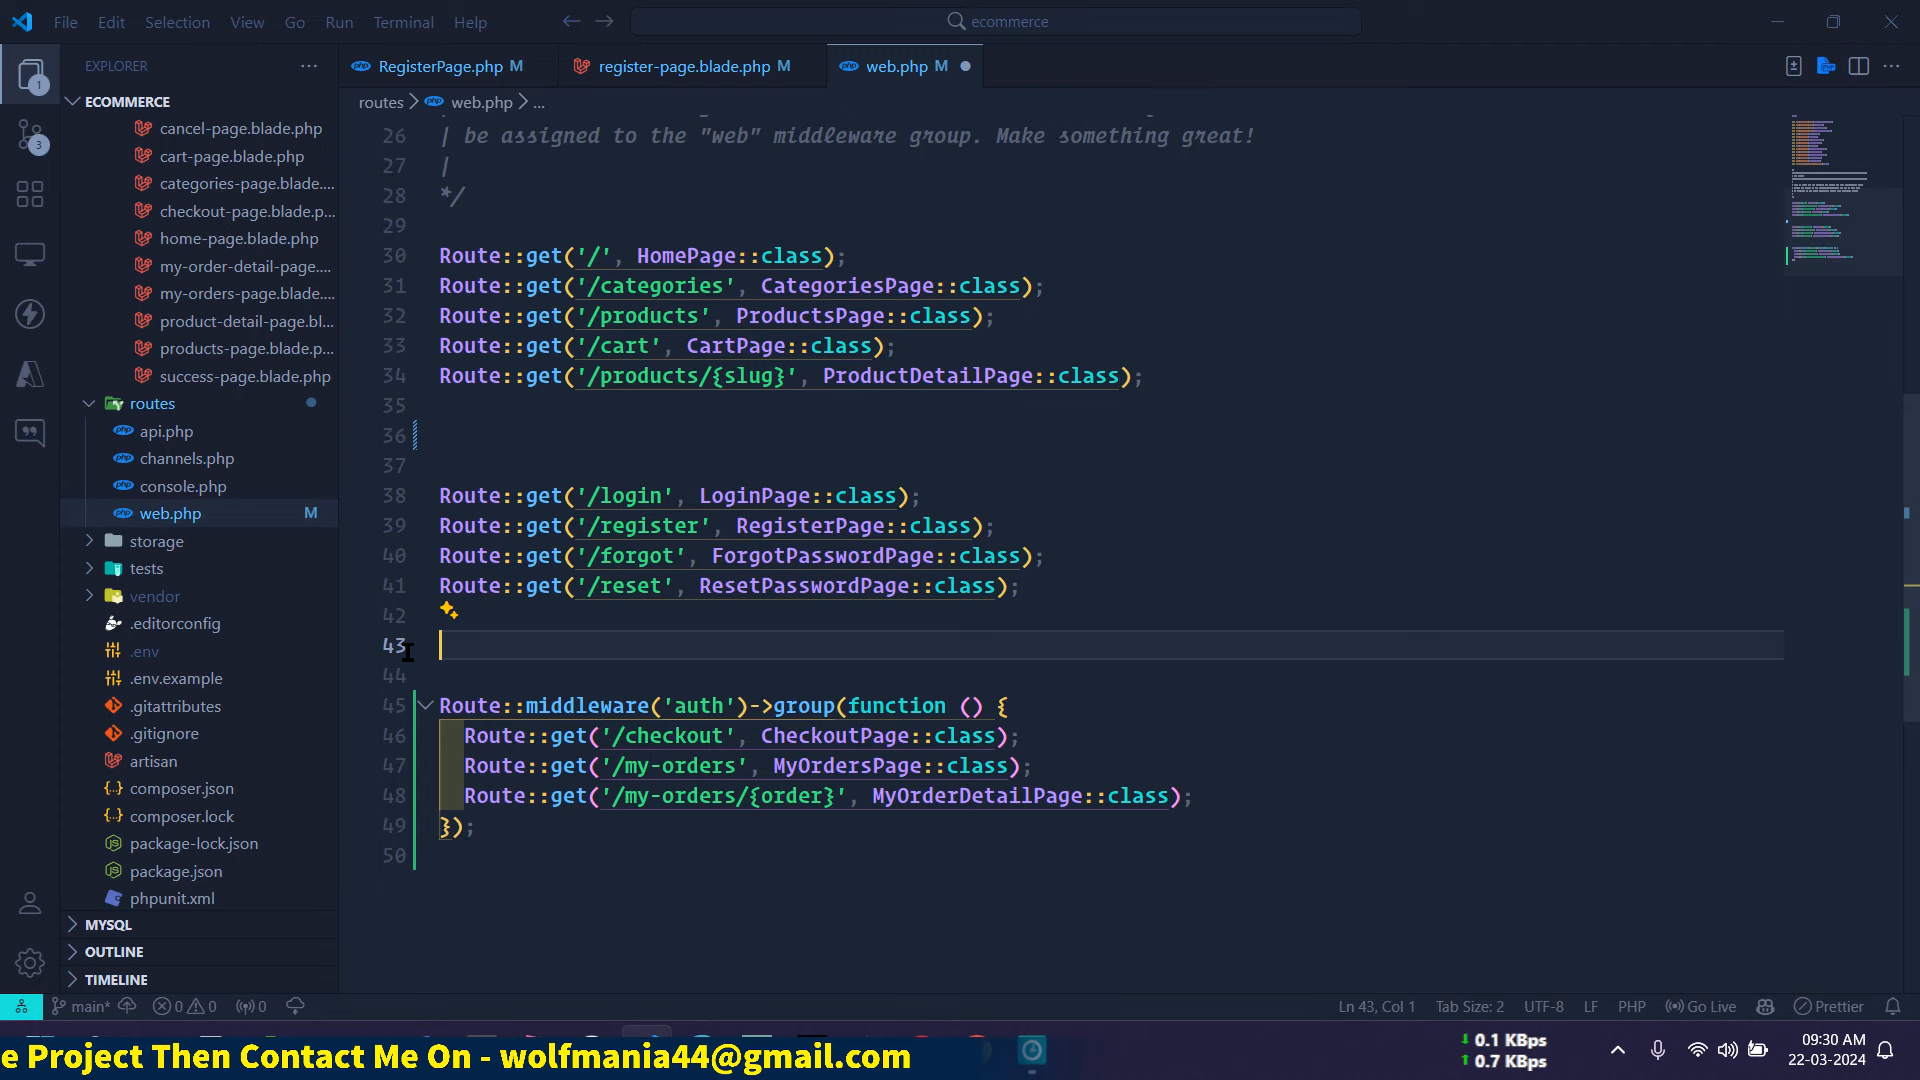 File Edit Selection View Go Run Terminal Help
ecommerce
EXPLORER
RegisterPage.php M
register-page.blade.php M
web.php M
routes > web.php > ...
1
3
ECOMMERCE
cancel-page.blade.php
cart-page.blade.php
categories-page.blade....
checkout-page.blade.p...
home-page.blade.php
my-order-detail-page....
my-orders-page.blade....
product-detail-page.bl...
products-page.blade.p...
success-page.blade.php
routes
api.php
channels.php
console.php
web.php M
storage
tests
vendor
.editorconfig
.env
.env.example
.gitattributes
.gitignore
artisan
composer.json
composer.lock
package-lock.json
package.json
phpunit.xml
MYSQL
OUTLINE
TIMELINE
26 | be assigned to the "web" middleware group. Make something great!
27 |
28 */
29
30 Route::get('/', HomePage::class);
31 Route::get('/categories', CategoriesPage::class);
32 Route::get('/products', ProductsPage::class);
33 Route::get('/cart', CartPage::class);
34 Route::get('/products/{slug}', ProductDetailPage::class);
35
36
37
38 Route::get('/login', LoginPage::class);
39 Route::get('/register', RegisterPage::class);
40 Route::get('/forgot', ForgotPasswordPage::class);
41 Route::get('/reset', ResetPasswordPage::class);
42
43
44
45 Route::middleware('auth')->group(function () {
46 Route::get('/checkout', CheckoutPage::class);
47 Route::get('/my-orders', MyOrdersPage::class);
48 Route::get('/my-orders/{order}', MyOrderDetailPage::class);
49 });
50
main* 0 0 0
Ln 43, Col 1 Tab Size: 2 UTF-8 LF PHP Go Live Prettier
e Project Then Contact Me On - wolfmania44@gmail.com
0.1 KBps
0.7 KBps
09:30 AM
22-03-2024